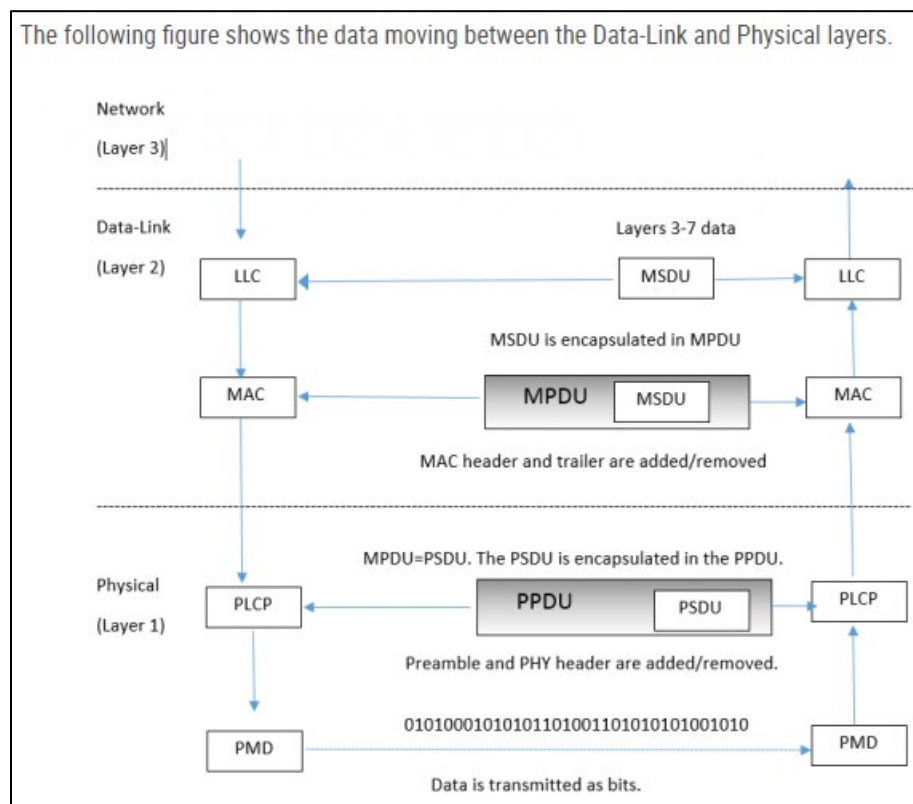 The following figure shows the data moving between the Data-Link and Physical layers.
Network
(Layer 3)
Data-Link
(Layer 2)
Layers 3-7 data
LLC
MSDU
LLC
MSDU is encapsulated in MPDU
MAC
MPDU
MSDU
MAC
MAC header and trailer are added/removed
MPDU=PSDU. The PSDU is encapsulated in the PPDU.
Physical
(Layer 1)
PLCP
PPDU
PSDU
PLCP
Preamble and PHY header are added/removed.
01010001010101101001101010101001010
PMD
PMD
Data is transmitted as bits.